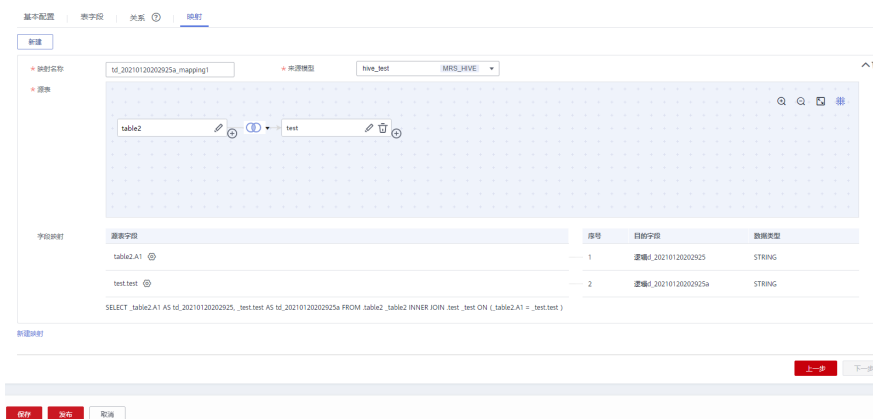 基本配置 表字段 关系 ? 映射
新建
* 映射名称 td_20210120202925a_mapping1 * 来源模型 hive_test MRS_HIVE
* 源表
table2 test
字段映射 源表字段 序号 目的字段 数据类型
table2.A1 1 逻辑d_20210120202925 STRING
test.test 2 逻辑d_20210120202925a STRING
SELECT _table2.A1 AS td_20210120202925, _test.test AS td_20210120202925a FROM .table2 _table2 INNER JOIN .test _test ON (_table2.A1 = _test.test )
新建映射
上一步 下一步
保存 发布 取消